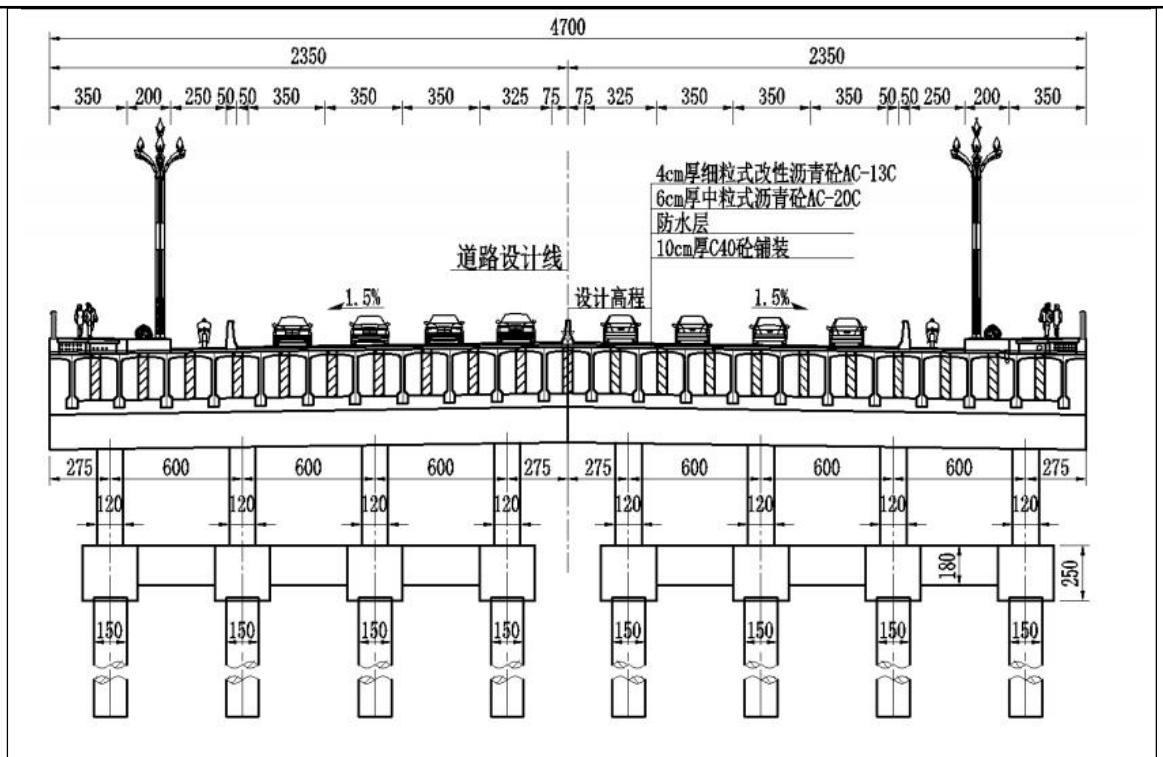 4700
2350 2350
350 200 250 50 50 350 350 350 325 75 75 325 350 350 350 50 50 250 200 350
4cm厚细粒式改性沥青砼AC-13C
6cm厚中粒式沥青砼AC-20C
防水层
10cm厚C40砼铺装
道路设计线
设计高程
1.5% 1.5%
275 600 600 600 275 275 600 600 600 275
120 120 120 120 120 120 120 120
180 250
150 150 150 150 150 150 150 150